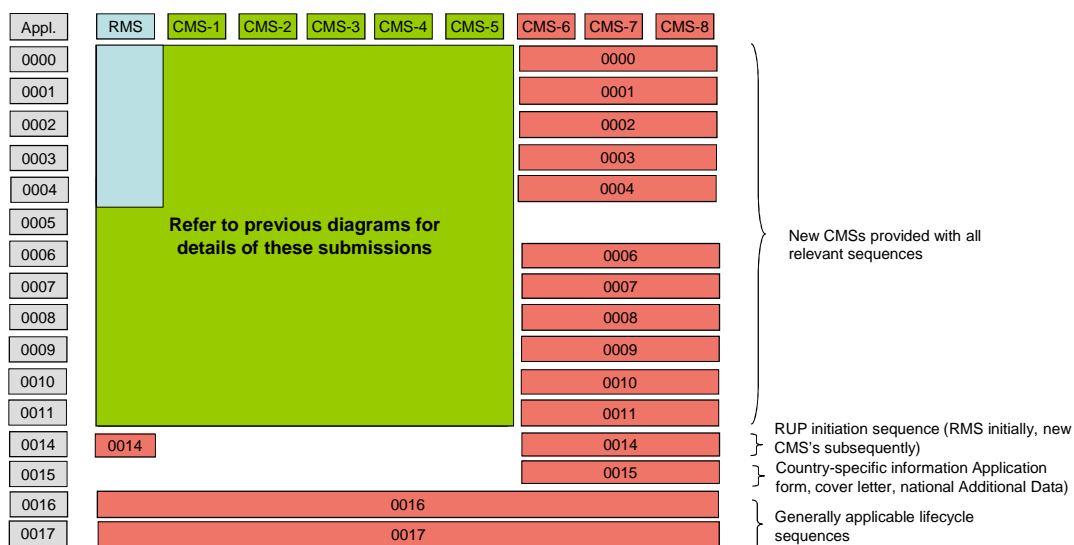 Appl. RMS CMS-1 CMS-2 CMS-3 CMS-4 CMS-5 CMS-6 CMS-7 CMS-8
0000 0000
0001 0001
0002 0002
0003 0003
0004 0004
0005
Refer to previous diagrams for
details of these submissions
New CMSs provided with all
relevant sequences
0006 0006
0007 0007
0008 0008
0009 0009
0010 0010
0011 0011
0014 0014 0014
RUP initiation sequence (RMS initially, new
CMS's subsequently)
0015 0015
Country-specific information Application
form, cover letter, national Additional Data)
0016 0016
0017 0017
Generally applicable lifecycle
sequences